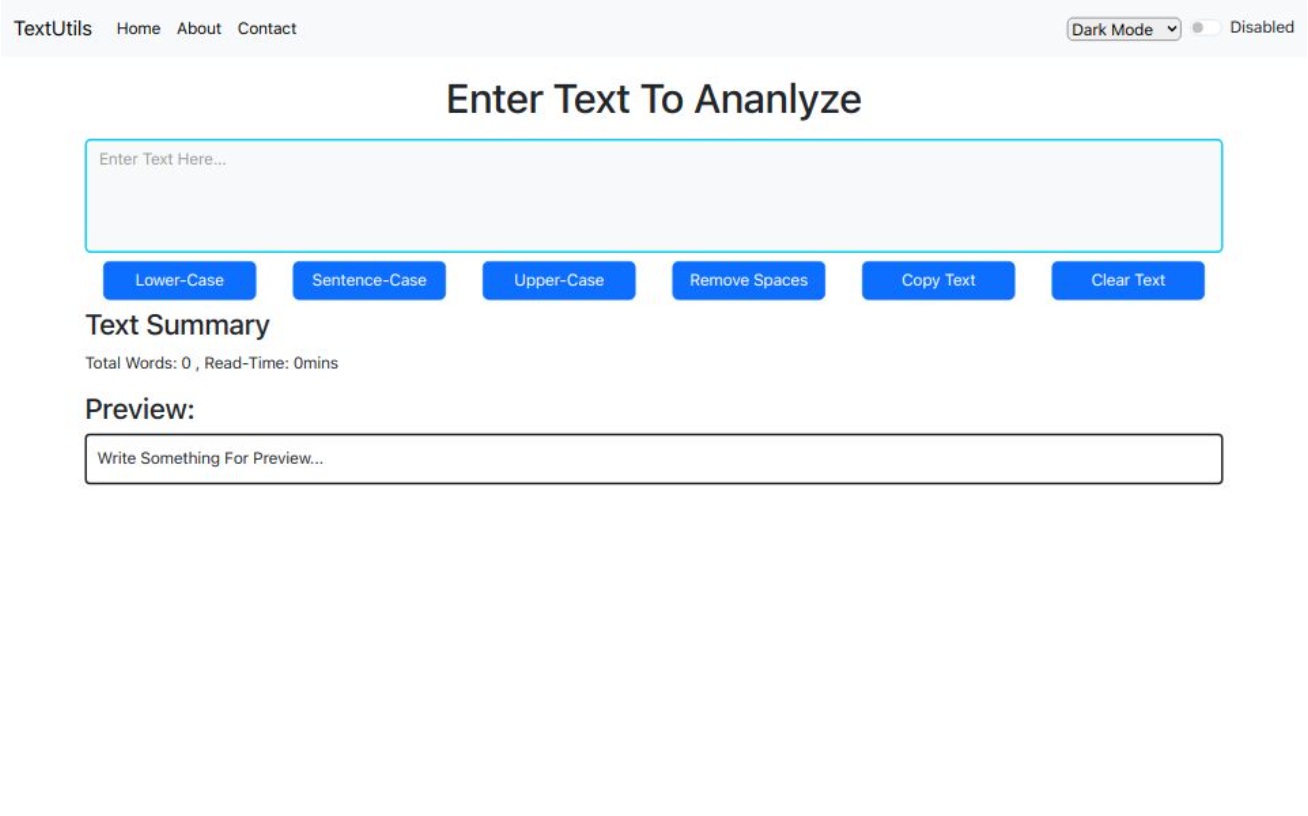 TextUtils Home About Contact Dark Mode Disabled
Enter Text To Ananlyze
Enter Text Here...
Lower-Case Sentence-Case Upper-Case Remove Spaces Copy Text Clear Text
Text Summary
Total Words: 0 , Read-Time: 0mins
Preview:
Write Something For Preview...